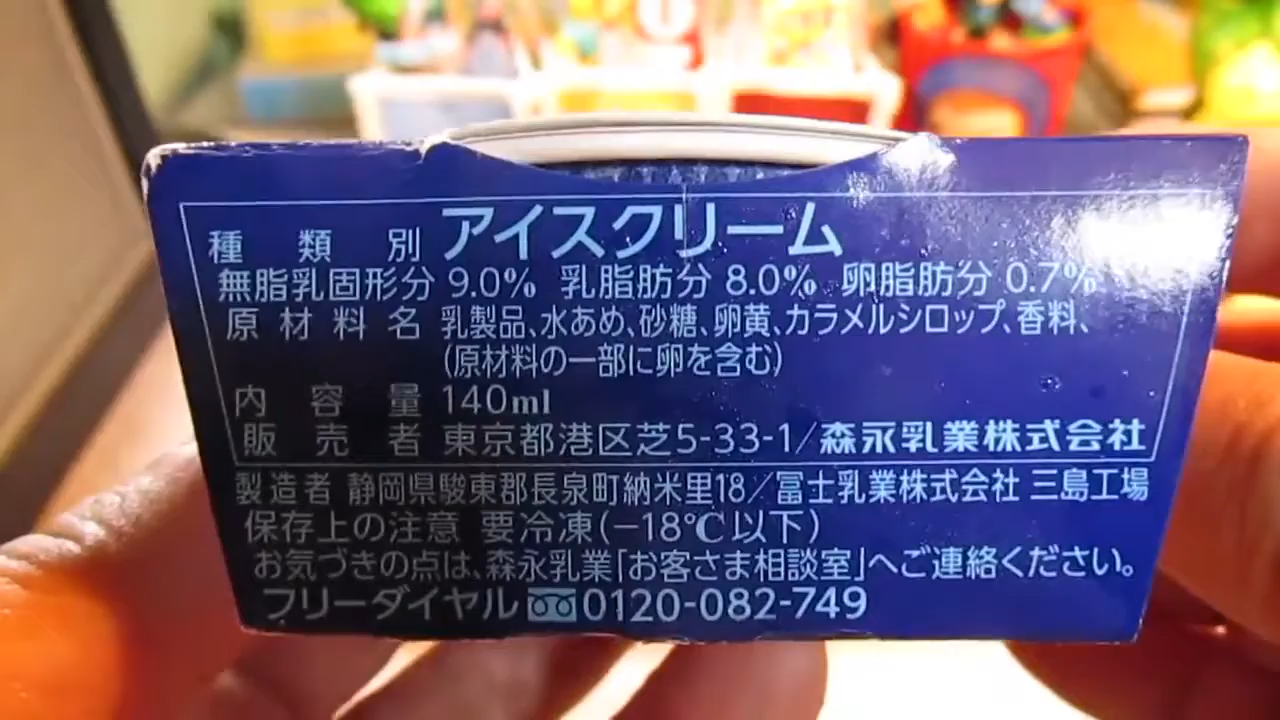 種類別 アイスクリーム
無脂乳固形分 9.0% 乳脂肪分 8.0% 卵脂肪分 0.7%
原材料名 乳製品、水あめ、砂糖、卵黄、カラメルシロップ、香料、
(原材料の一部に卵を含む)
内容量 140ml
販売者 東京都港区芝5-33-1/森永乳業株式会社
製造者 静岡県駿東郡長泉町納米里18/冨士乳業株式会社 三島工場
保存上の注意 要冷凍(−18℃以下)
お気づきの点は、森永乳業「お客さま相談室」へご連絡ください。
フリーダイヤル 0120-082-749